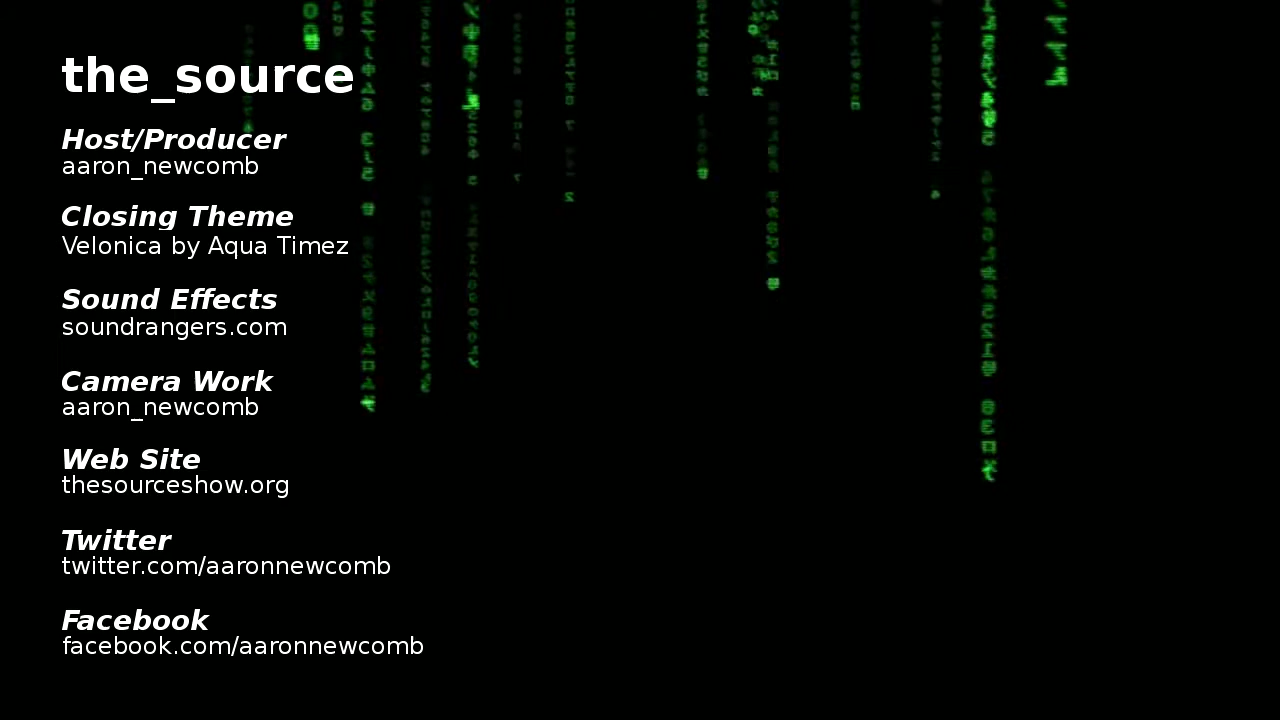 the_source
Host/Producer
aaron_newcomb
Closing Theme
Velonica by Aqua Timez
Sound Effects
soundrangers.com
Camera Work
aaron_newcomb
Web Site
thesourceshow.org
Twitter
twitter.com/aaronnewcomb
Facebook
facebook.com/aaronnewcomb